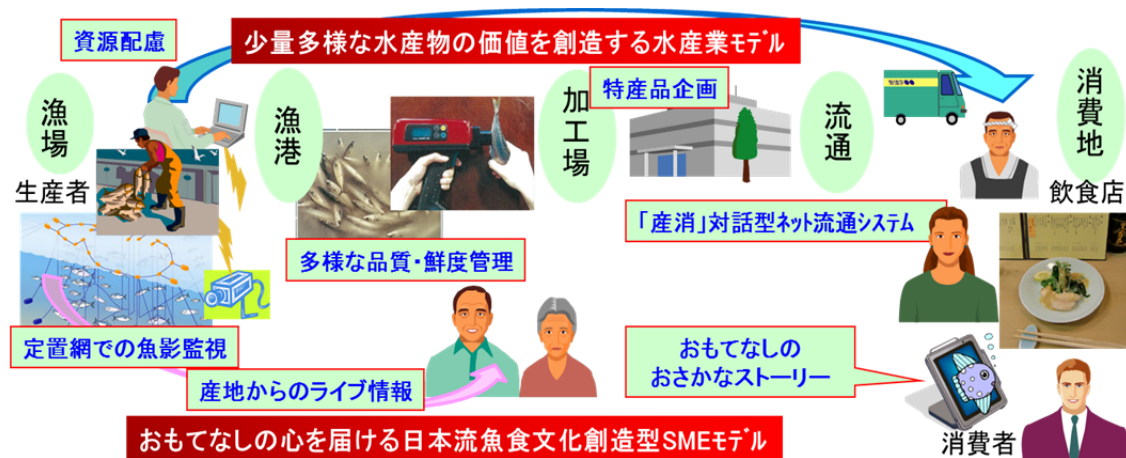 少量多様な水産物の価値を創造する水産業モデル
資源配慮
漁場
生産者
漁港
加工場
特産品企画
流通
消費地
飲食店
「産消」対話型ネット流通システム
多様な品質・鮮度管理
定置網での魚影監視
産地からのライブ情報
おもてなしの
おさかなストーリー
消費者
おもてなしの心を届ける日本流魚食文化創造型SMEﾓﾃﾞﾙ